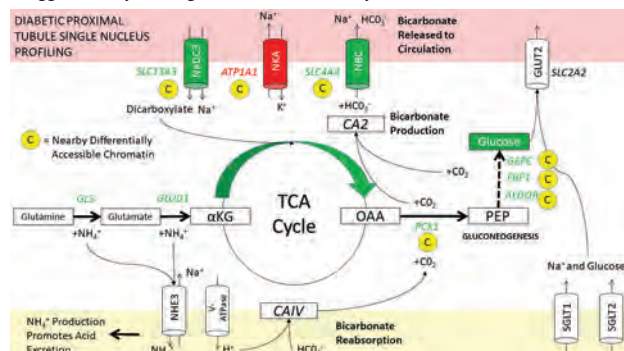 DIABETIC PROXIMAL
TUBULE SINGLE NUCLEUS
PROFILING
Na⁺
Na⁺
HCO₃⁻
Bicarbonate
Released to
Circulation
NaDC3
NKA
NBC
GLUT2
SLC2A2
SLC13A3
ATP1A1
SLC4A4
C
C
C
Dicarboxylate
Na⁺
K⁺
+HCO₃⁻
CA2
Bicarbonate
Production
C
= Nearby Differentially
Accessible Chromatin
+CO₂
+CO₂
Glucose
G6PC
C
FBP1
C
ALDOB
C
GLS
GLUD1
Glutamine
Glutamate
αKG
TCA
Cycle
OAA
PEP
GLUCONEOGENESIS
+NH₄⁺
+NH₄⁺
PCK1
C
+CO₂
Na⁺
Na⁺ and Glucose
NHE3
V-
ATPase
CAIV
Bicarbonate
Reabsorption
SGLT1
SGLT2
NH₄⁺ Production
Promotes Acid
Excretion
H⁺